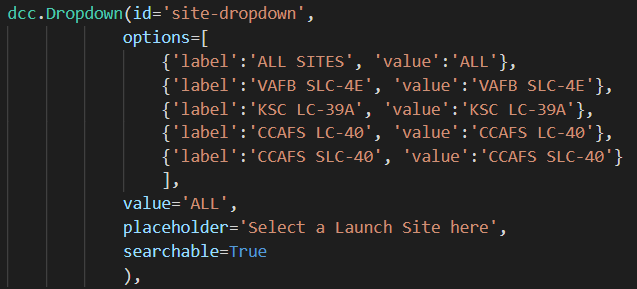 dcc.Dropdown(id='site-dropdown',
options=[
{'label':'ALL SITES', 'value':'ALL'},
{'label':'VAFB SLC-4E', 'value':'VAFB SLC-4E'},
{'label':'KSC LC-39A', 'value':'KSC LC-39A'},
{'label':'CCAFS LC-40', 'value':'CCAFS LC-40'},
{'label':'CCAFS SLC-40', 'value':'CCAFS SLC-40'}
],
value='ALL',
placeholder='Select a Launch Site here',
searchable=True
),